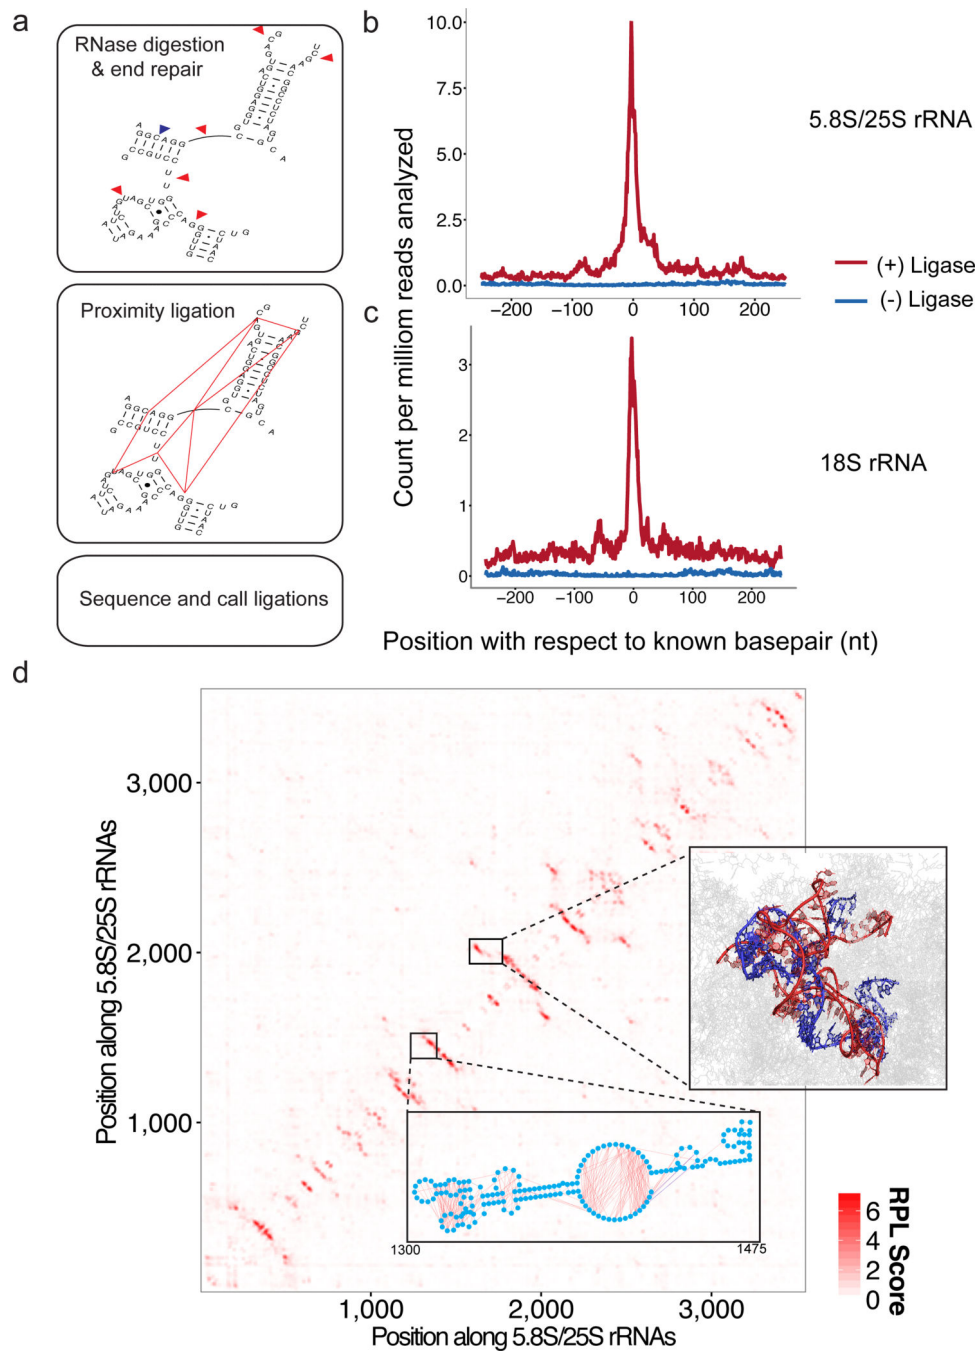 a
RNase digestion
& end repair
Proximity ligation
Sequence and call ligations
b
10.0
7.5
5.0
2.5
0.0
−200
−100
0
100
200
5.8S/25S rRNA
(+) Ligase
(-) Ligase
Count per million reads analyzed
c
3
2
1
0
−200
−100
0
100
200
18S rRNA
Position with respect to known basepair (nt)
d
3,000
2,000
1,000
Position along 5.8S/25S rRNAs
1300
1475
1,000
2,000
3,000
Position along 5.8S/25S rRNAs
6
4
2
0
RPL Score